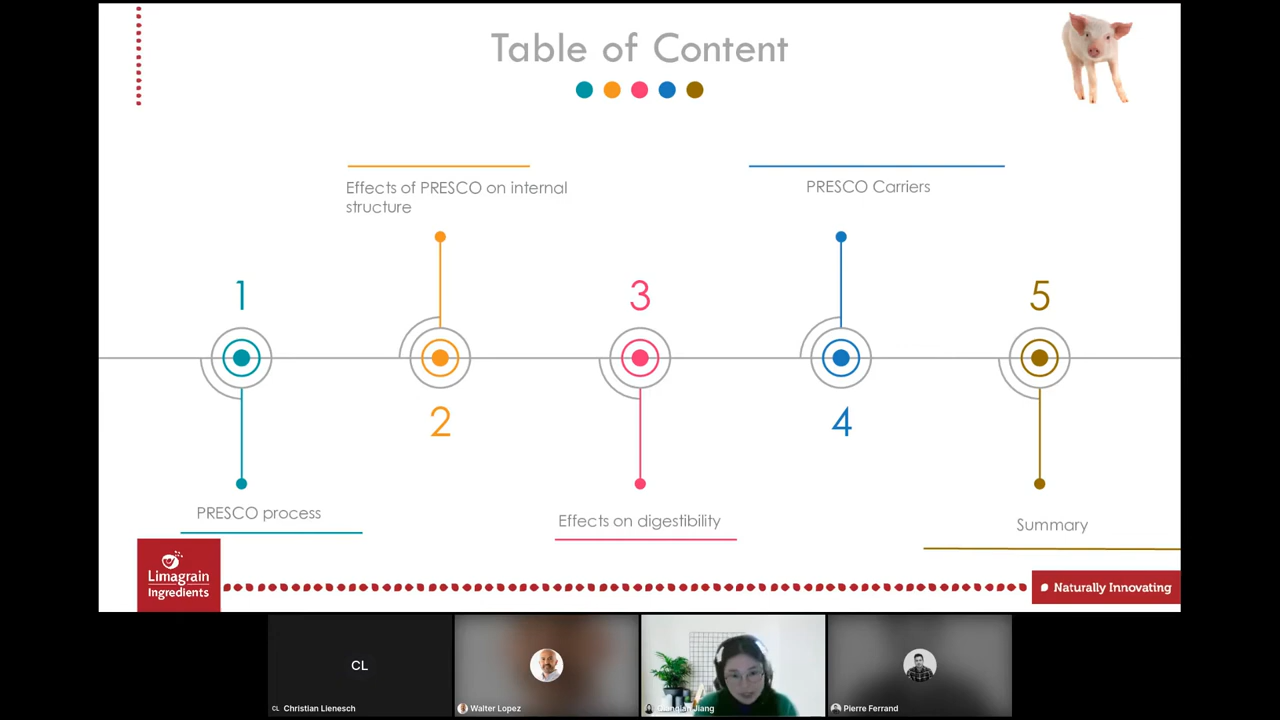 Table of Content
Effects of PRESCO on internal
structure
PRESCO Carriers
1
3
5
2
4
PRESCO process
Effects on digestibility
Summary
Limagrain
Ingredients
Naturally Innovating
CL
CL Christian Lienesch
Walter Lopez
Jiang
Pierre Ferrand